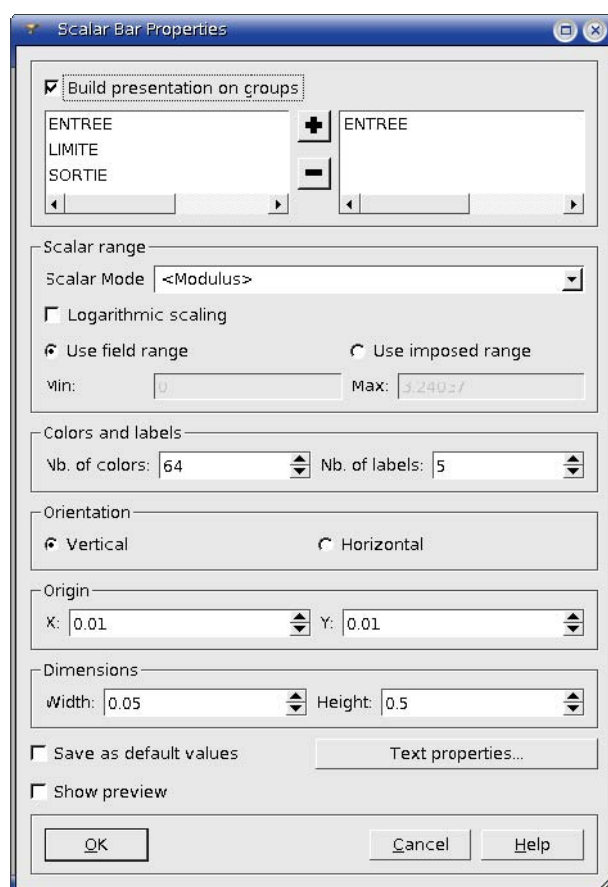 Scalar Bar Properties
Build presentation on groups
ENTREE
LIMITE
SORTIE
ENTREE
Scalar range
Scalar Mode <Modulus>
Logarithmic scaling
Use field range Use imposed range
Min: 0 Max: 3.24037
Colors and labels
Nb. of colors: 64 Nb. of labels: 5
Orientation
Vertical Horizontal
Origin
X: 0.01 Y: 0.01
Dimensions
Width: 0.05 Height: 0.5
Save as default values Text properties...
Show preview
OK Cancel Help